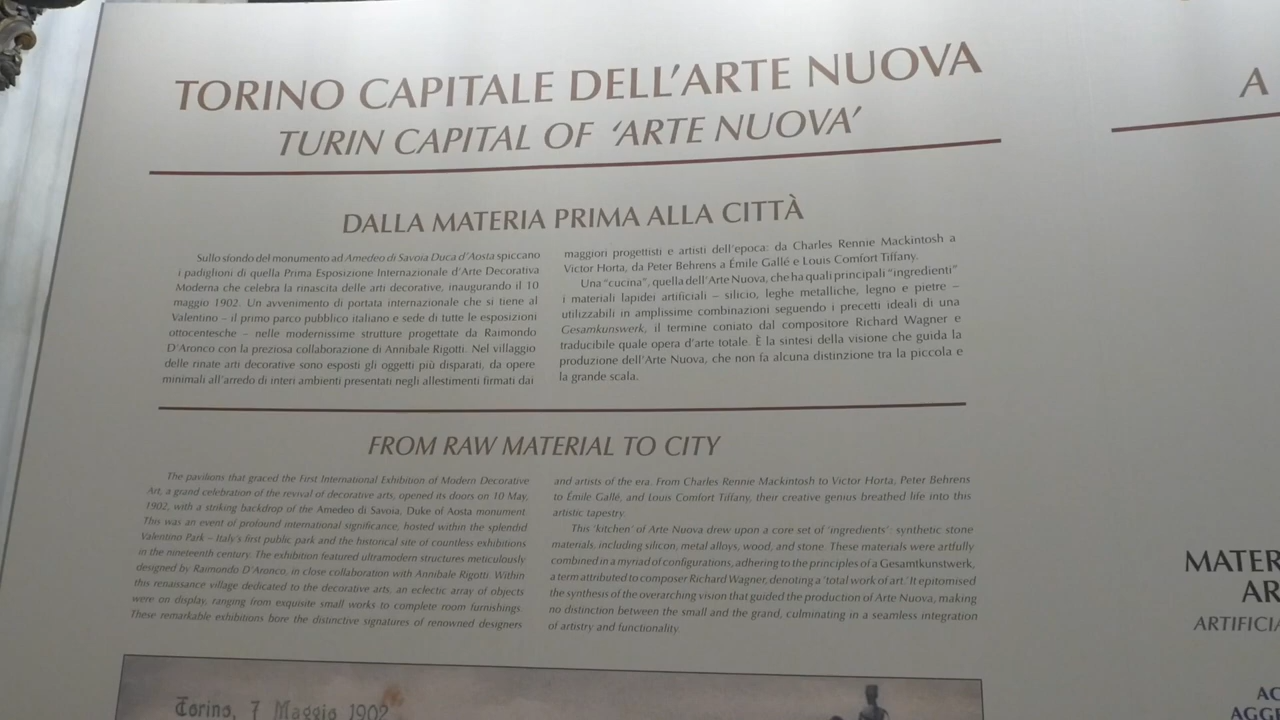 TORINO CAPITALE DELL'ARTE NUOVA
TURIN CAPITAL OF 'ARTE NUOVA'
DALLA MATERIA PRIMA ALLA CITTÀ
Sullo sfondo del monumento ad Amedeo di Savoia Duca d'Aosta spiccano
i padiglioni di quella Prima Esposizione Internazionale d'Arte Decorativa
Moderna che celebra la rinascita delle arti decorative, inaugurando il 10
maggio 1902. Un avvenimento di portata internazionale che si tiene al
Valentino – il primo parco pubblico italiano e sede di tutte le esposizioni
ottocentesche – nelle modernissime strutture progettate da Raimondo
D'Aronco con la preziosa collaborazione di Annibale Rigotti. Nel villaggio
delle rinate arti decorative sono esposti gli oggetti più disparati, da opere
minimali all'arredo di interi ambienti presentati negli allestimenti firmati dai
maggiori progettisti e artisti dell'epoca: da Charles Rennie Mackintosh a
Victor Horta, da Peter Behrens a Émile Gallé e Louis Comfort Tiffany.
Una "cucina", quella dell'Arte Nuova, che ha quali principali "ingredienti"
i materiali lapidei artificiali – silicio, leghe metalliche, legno e pietre –
utilizzabili in amplissime combinazioni seguendo i precetti ideali di una
Gesamkunswerk, il termine coniato dal compositore Richard Wagner e
traducibile quale opera d'arte totale. È la sintesi della visione che guida la
produzione dell'Arte Nuova, che non fa alcuna distinzione tra la piccola e
la grande scala.
FROM RAW MATERIAL TO CITY
The pavilions that graced the First International Exhibition of Modern Decorative
Art, a grand celebration of the revival of decorative arts, opened its doors on 10 May,
1902, with a striking backdrop of the Amedeo di Savoia, Duke of Aosta monument.
This was an event of profound international significance, hosted within the splendid
Valentino Park – Italy's first public park and the historical site of countless exhibitions
in the nineteenth century. The exhibition featured ultramodern structures meticulously
designed by Raimondo D'Aronco, in close collaboration with Annibale Rigotti. Within
this renaissance village dedicated to the decorative arts, an eclectic array of objects
were on display, ranging from exquisite small works to complete room furnishings.
These remarkable exhibitions bore the distinctive signatures of renowned designers
and artists of the era. From Charles Rennie Mackintosh to Victor Horta, Peter Behrens
to Émile Gallé, and Louis Comfort Tiffany, their creative genius breathed life into this
artistic tapestry.
This 'kitchen' of Arte Nuova drew upon a core set of 'ingredients': synthetic stone
materials, including silicon, metal alloys, wood, and stone. These materials were artfully
combined in a myriad of configurations, adhering to the principles of a Gesamkunstwerk,
a term attributed to composer Richard Wagner, denoting a 'total work of art.' It epitomised
the synthesis of the overarching vision that guided the production of Arte Nuova, making
no distinction between the small and the grand, culminating in a seamless integration
of artistry and functionality.
Torino, 7 Maggio 1902
A
MATER
AR
ARTIFICIA
AC
AGGR